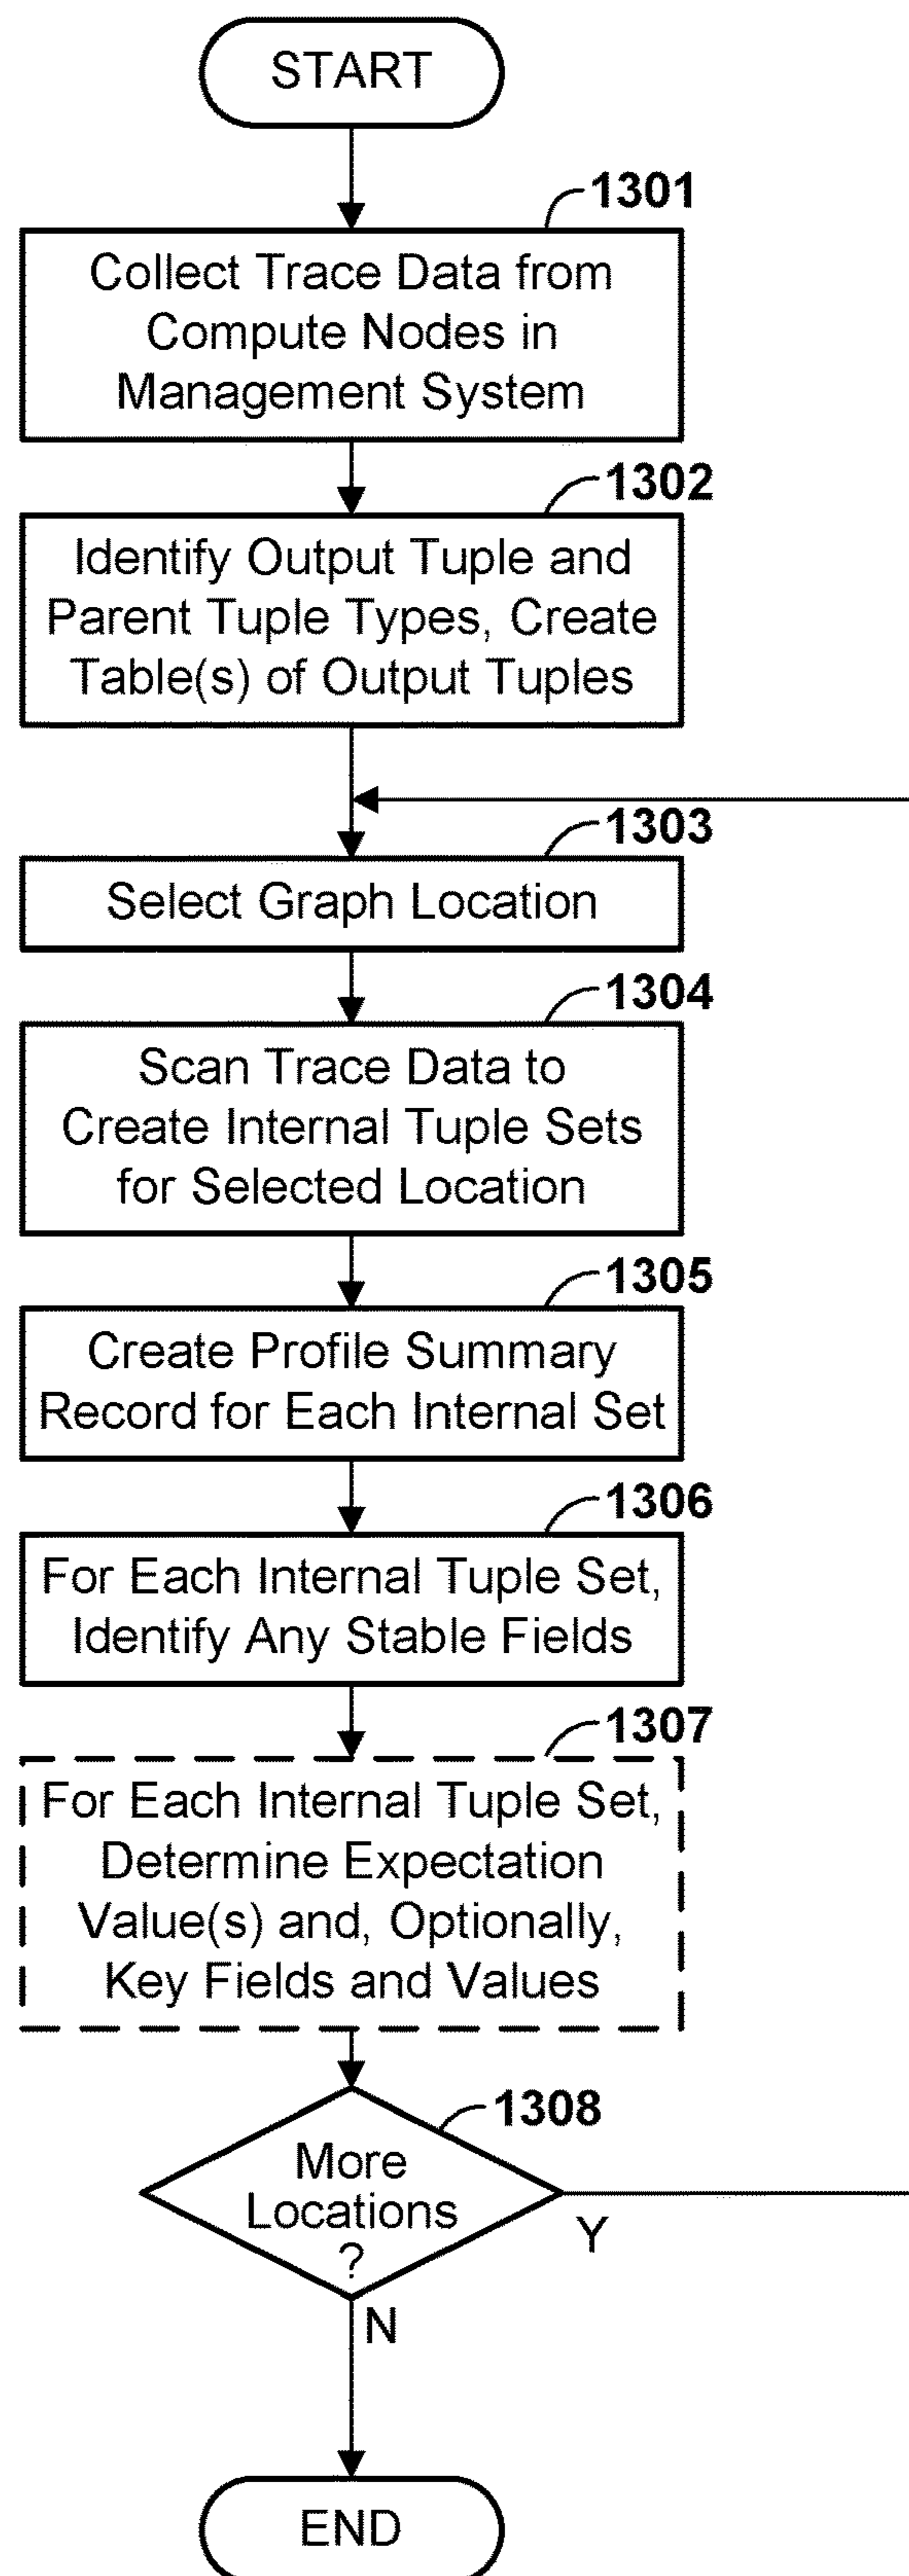 START
1301
Collect Trace Data from
Compute Nodes in
Management System
1302
Identify Output Tuple and
Parent Tuple Types, Create
Table(s) of Output Tuples
1303
Select Graph Location
1304
Scan Trace Data to
Create Internal Tuple Sets
for Selected Location
1305
Create Profile Summary
Record for Each Internal Set
1306
For Each Internal Tuple Set,
Identify Any Stable Fields
1307
For Each Internal Tuple Set,
Determine Expectation
Value(s) and, Optionally,
Key Fields and Values
1308
More
Locations
?
Y
N
END